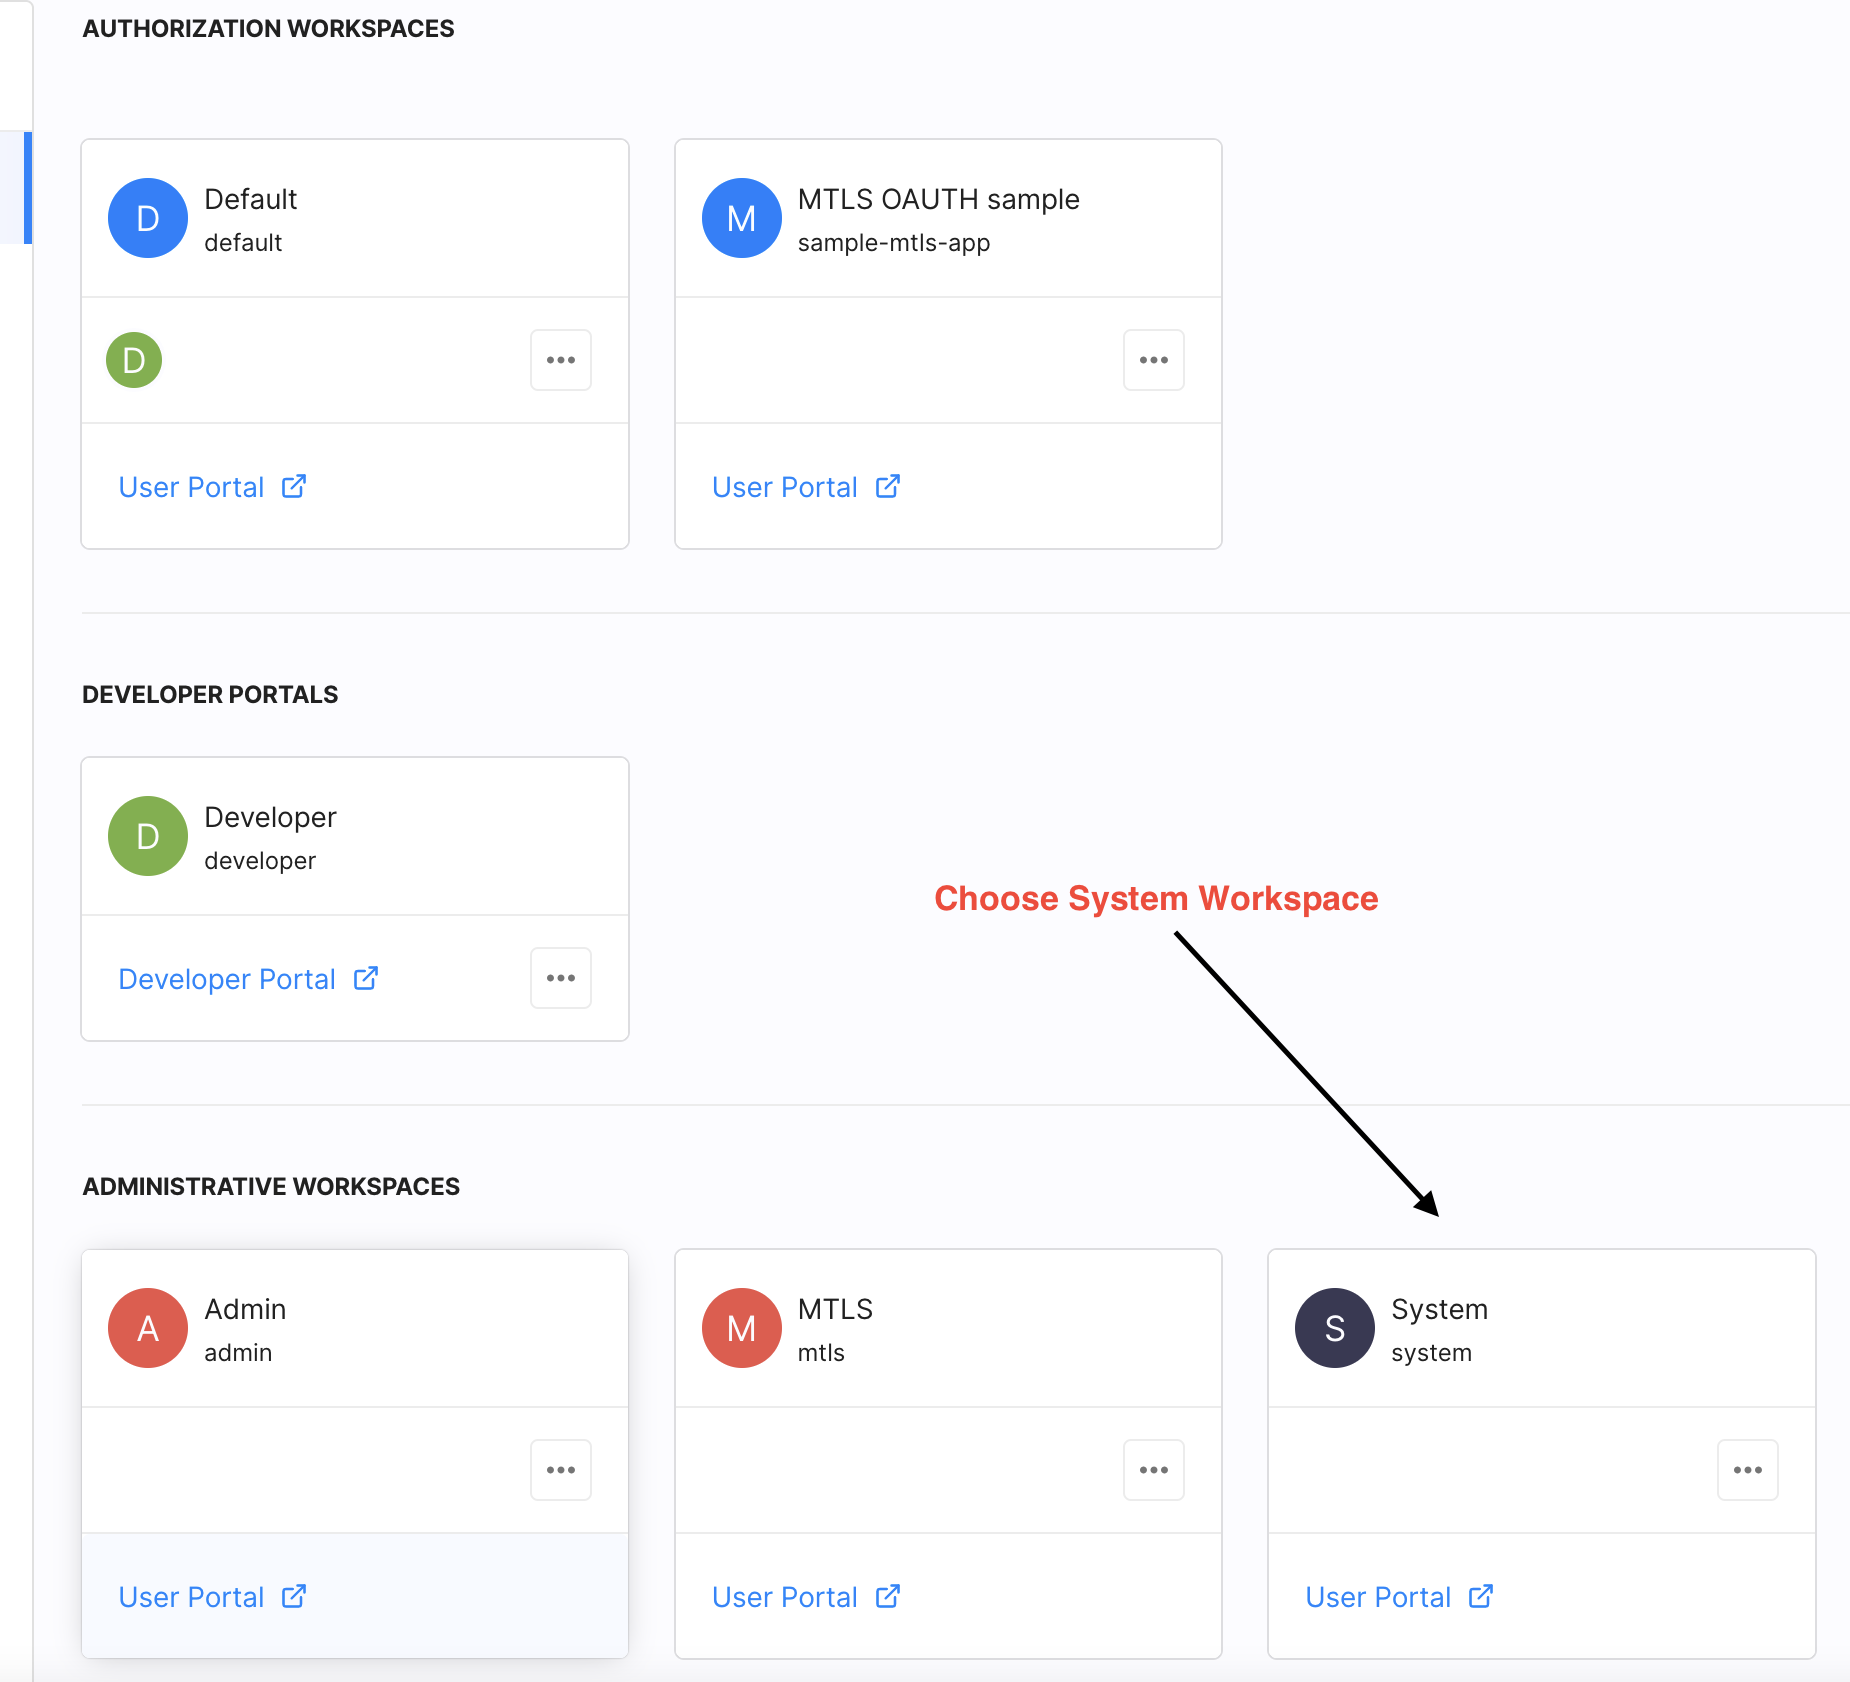 AUTHORIZATION WORKSPACES
D
Default
default
M
MTLS OAUTH sample
sample-mtls-app
D
User Portal
User Portal
DEVELOPER PORTALS
D
Developer
developer
Developer Portal
Choose System Workspace
ADMINISTRATIVE WORKSPACES
A
Admin
admin
M
MTLS
mtls
S
System
system
User Portal
User Portal
User Portal